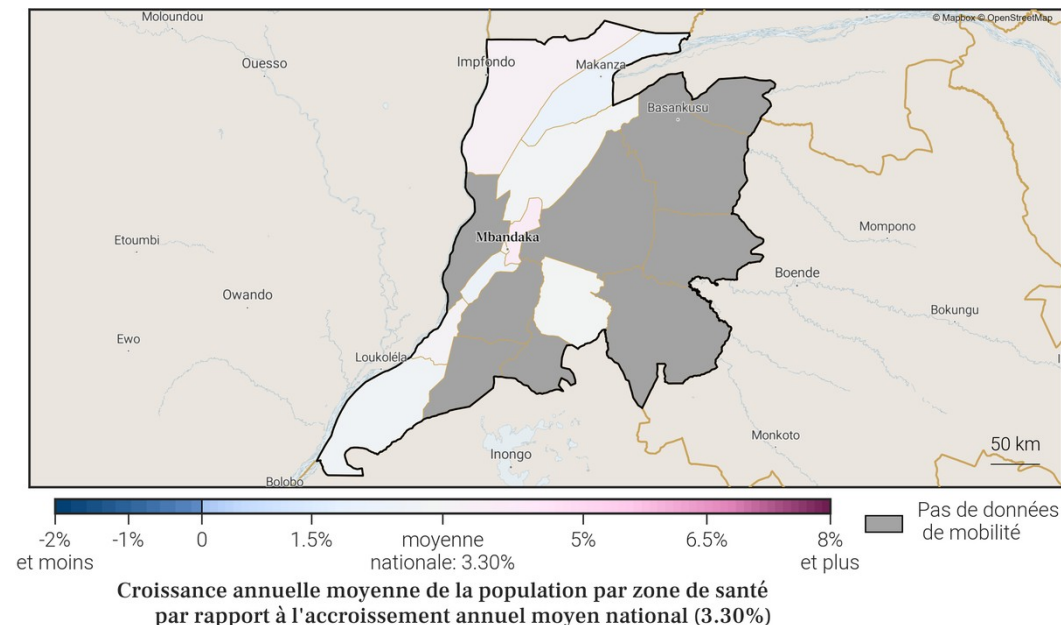 Moloundou
© Mapbox © OpenStreetMap
Ouesso
Impfondo
Makanza
Basankusu
Etoumbi
Mbandaka
Mompono
Owando
Boende
Bokungu
Ewo
Loukoléla
Inongo
Monkoto
50 km
Bolobo
-2%
et moins
-1%
0
1.5%
moyenne
nationale: 3.30%
5%
6.5%
8%
et plus
Pas de données
de mobilité
Croissance annuelle moyenne de la population par zone de santé
par rapport à l'accroissement annuel moyen national (3.30%)